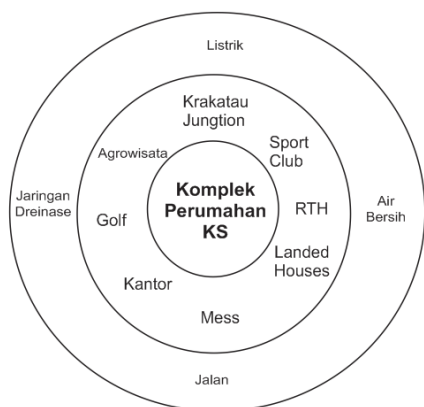 Listrik
Krakatau
Jungtion
Sport
Club
Agrowisata
Komplek
Perumahan
KS
Jaringan
Dreinase
Golf
RTH
Air
Bersih
Landed
Houses
Kantor
Mess
Jalan